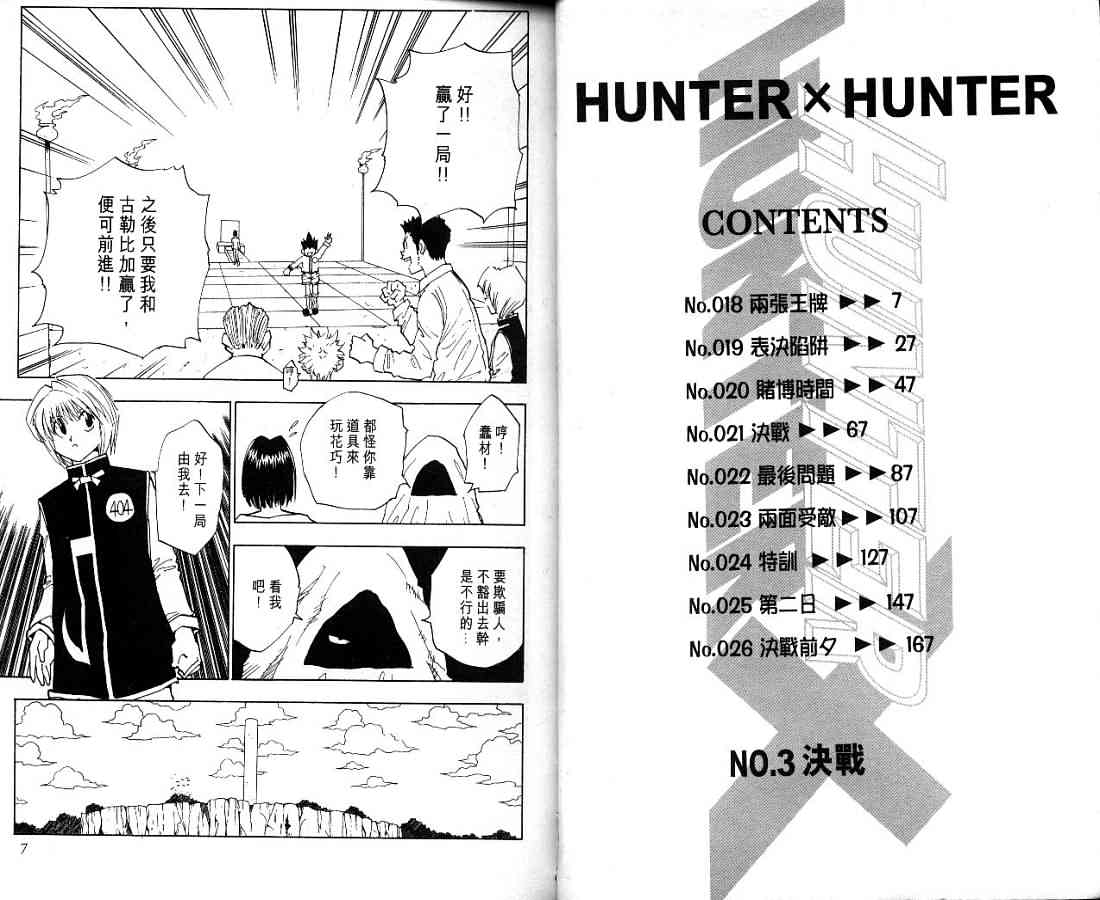 HUNTER×HUNTER
CONTENTS
No.018 兩張王牌 ▶▶ 7
No.019 表決陷阱 ▶▶ 27
No.020 賭博時間 ▶▶ 47
No.021 決戰 ▶▶ 67
No.022 最後問題 ▶▶ 87
No.023 兩面受敵 ▶▶ 107
No.024 特訓 ▶▶ 127
No.025 第二日 ▶▶ 147
No.026 決戰前夕 ▶▶ 167
NO.3 決戰
HUNTER
HUNTER
好!!
贏了一局!!
之後只要我和
古勒比加贏了，
便可前進!!
哼！
蠢材！
都怪你靠
道具來
玩花巧！
要欺騙人，
不豁出去幹
是不行的…
看我
吧！
好！下一局
由我去！
404
7